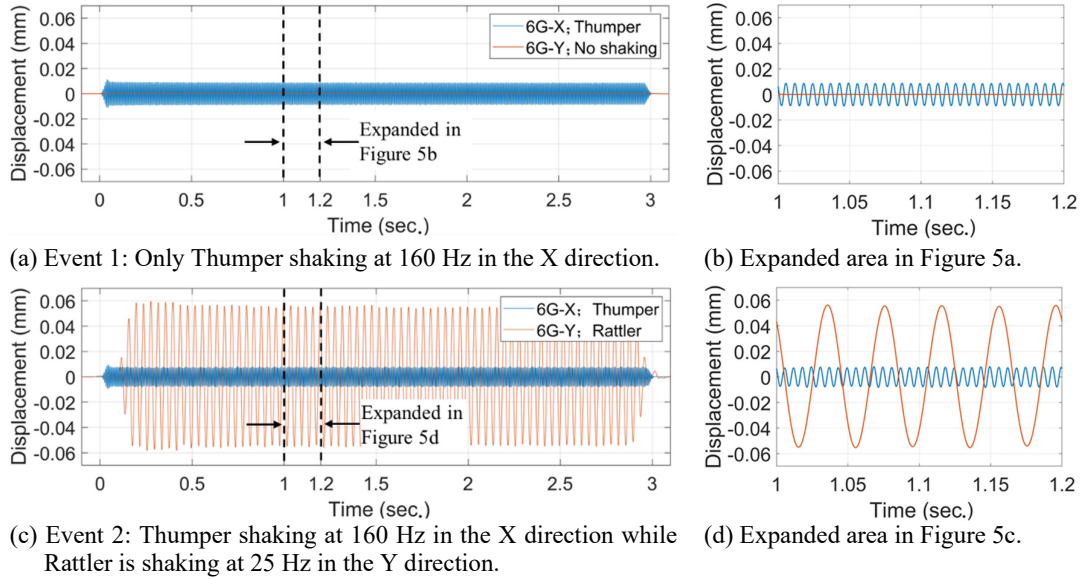 0.06
0.04
0.02
0
-0.02
-0.04
-0.06
Displacement (mm)
6G-X; Thumper
6G-Y; No shaking
Expanded in
Figure 5b
0 0.5 1 1.2 1.5 2 2.5 3
Time (sec.)
(a) Event 1: Only Thumper shaking at 160 Hz in the X direction.
0.06
0.04
0.02
0
-0.02
-0.04
-0.06
Displacement (mm)
1 1.05 1.1 1.15 1.2
Time (sec.)
(b) Expanded area in Figure 5a.
0.06
0.04
0.02
0
-0.02
-0.04
-0.06
Displacement (mm)
6G-X; Thumper
6G-Y; Rattler
Expanded in
Figure 5d
0 0.5 1 1.2 1.5 2 2.5 3
Time (sec.)
(c) Event 2: Thumper shaking at 160 Hz in the X direction while
Rattler is shaking at 25 Hz in the Y direction.
0.06
0.04
0.02
0
-0.02
-0.04
-0.06
Displacement (mm)
1 1.05 1.1 1.15 1.2
Time (sec.)
(d) Expanded area in Figure 5c.